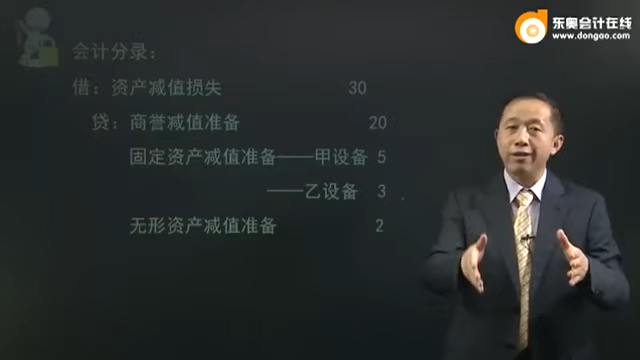 东奥会计在线
www.dongao.com
会计分录：
借：资产减值损失 30
贷：商誉减值准备 20
固定资产减值准备——甲设备 5
——乙设备 3
无形资产减值准备 2